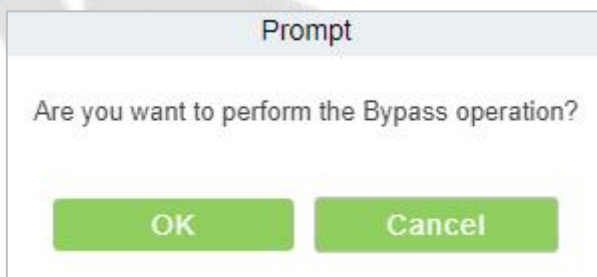 Prompt
Are you want to perform the Bypass operation?
OK Cancel